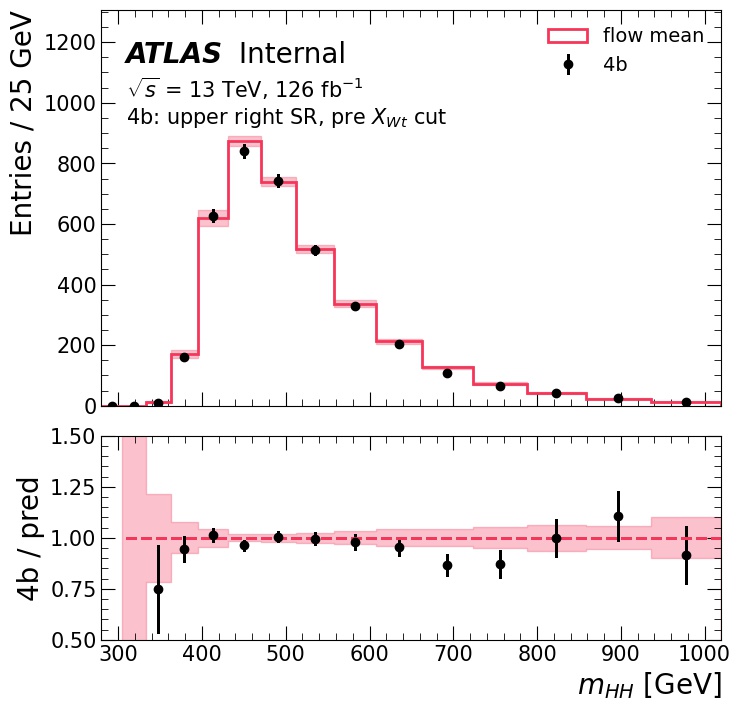 Entries / 25 GeV
1200
1000
800
600
400
200
0
ATLAS Internal
√s = 13 TeV, 126 fb⁻¹
4b: upper right SR, pre X_Wt cut
flow mean
4b
4b / pred
1.50
1.25
1.00
0.75
0.50
300 400 500 600 700 800 900 1000
m_HH [GeV]